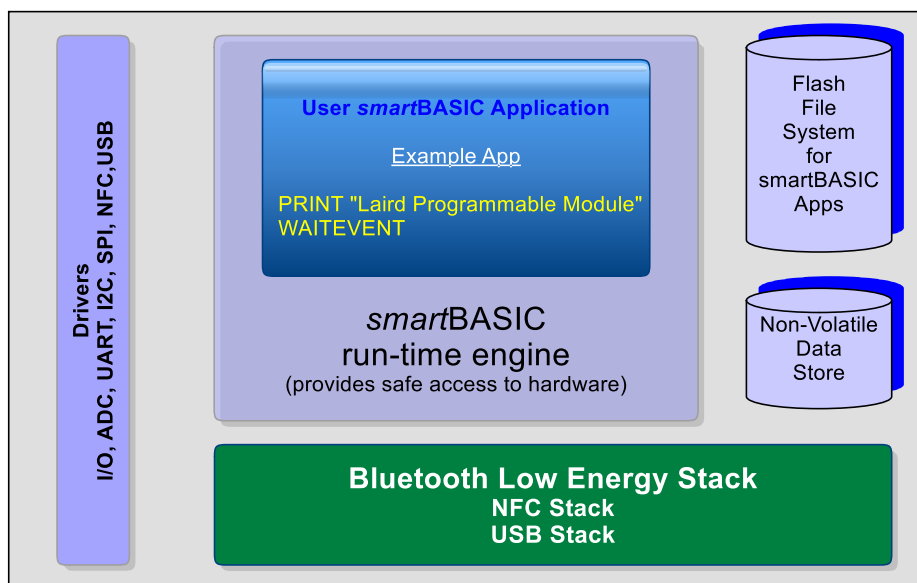 Drivers
I/O, ADC, UART, I2C, SPI, NFC,USB
User smartBASIC Application
Example App
PRINT "Laird Programmable Module"
WAITEVENT
smartBASIC
run-time engine
(provides safe access to hardware)
Flash
File
System
for
smartBASIC
Apps
Non-Volatile
Data
Store
Bluetooth Low Energy Stack
NFC Stack
USB Stack